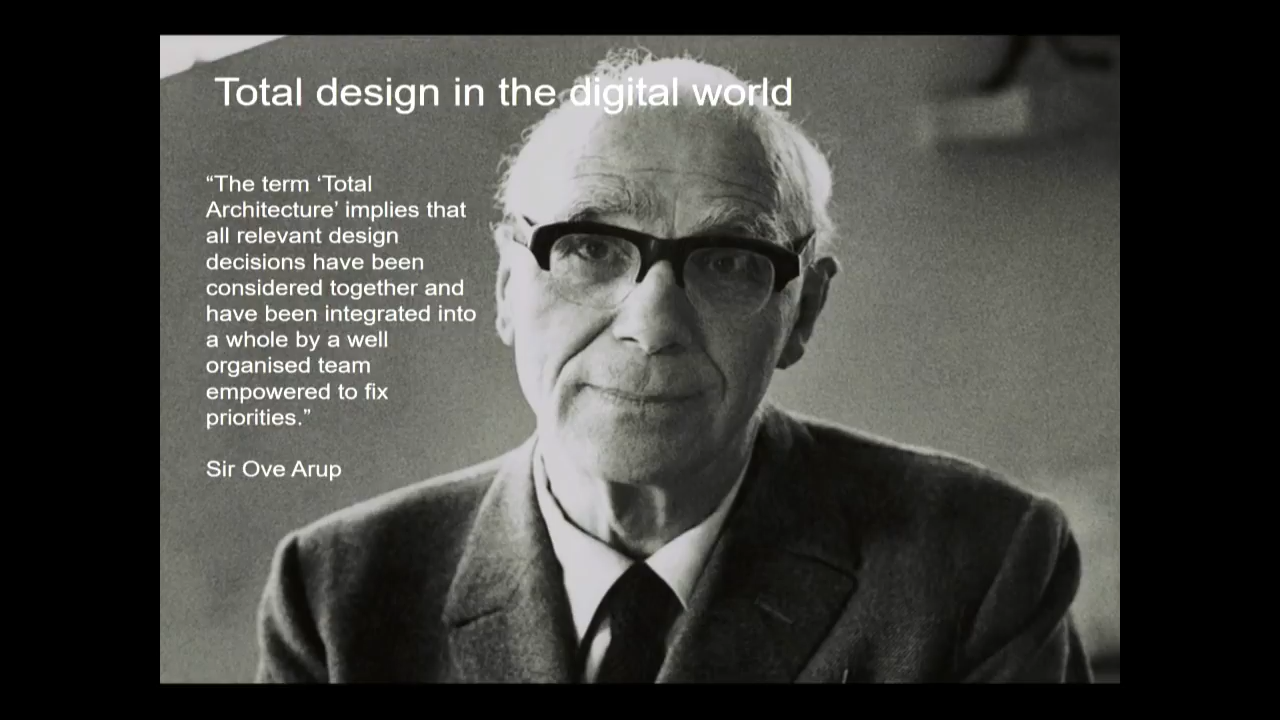 Total design in the digital world
“The term ‘Total
Architecture’ implies that
all relevant design
decisions have been
considered together and
have been integrated into
a whole by a well
organised team
empowered to fix
priorities.”
Sir Ove Arup